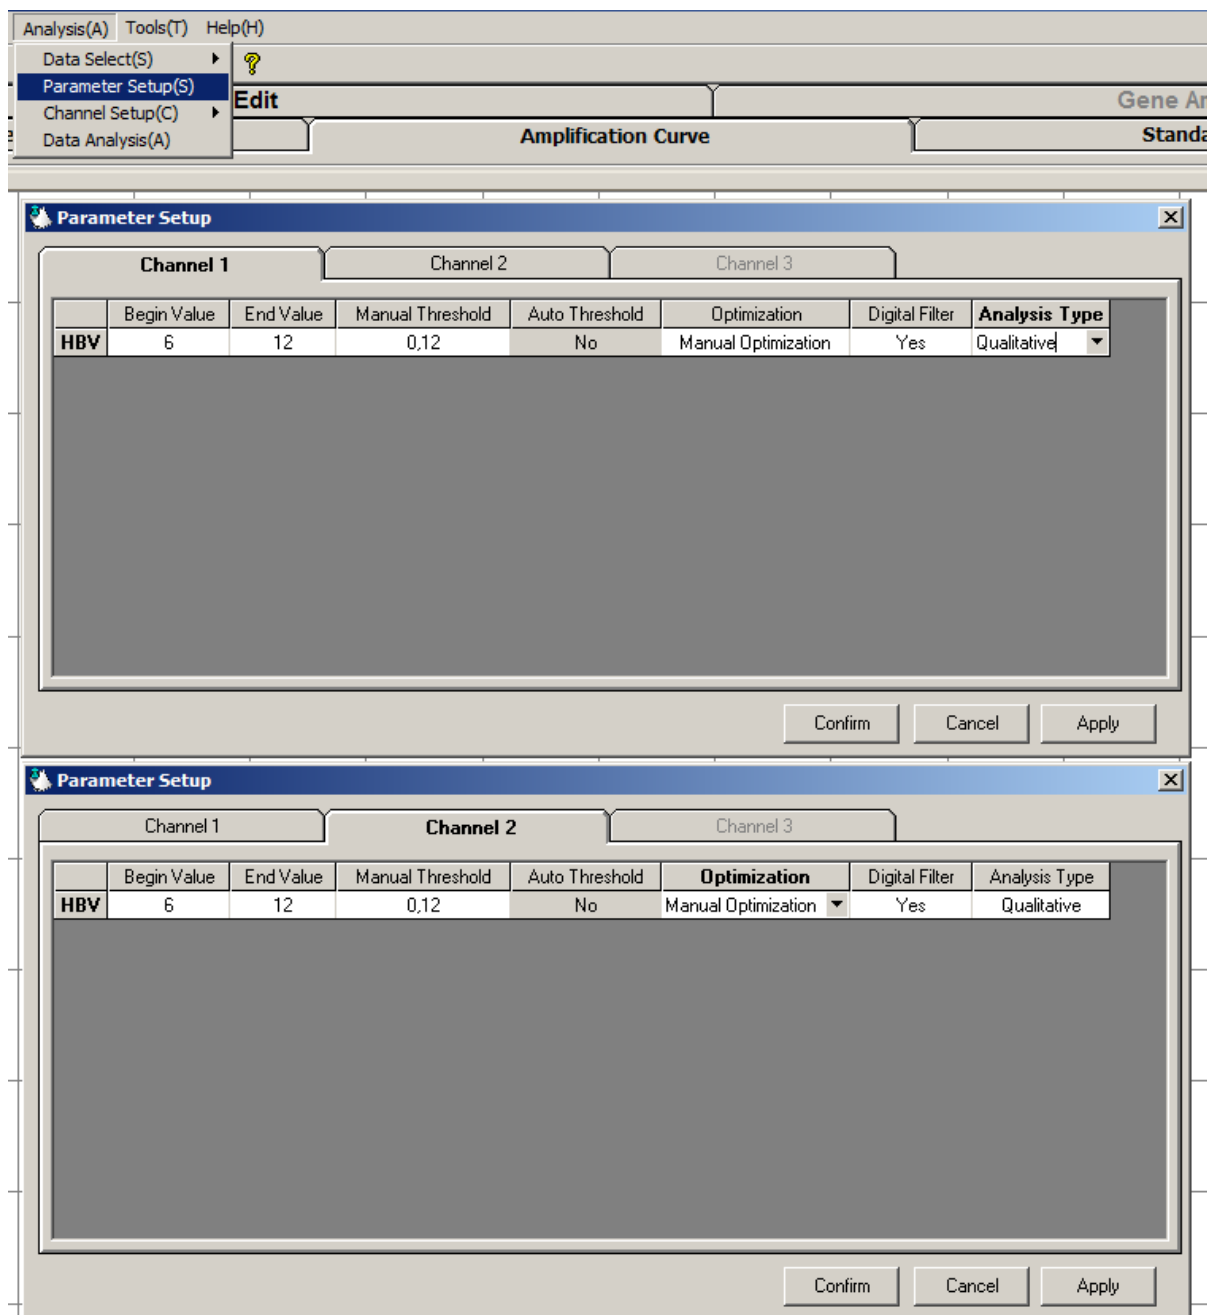 Analysis(A) Tools(T) Help(H)
Data Select(S)
Parameter Setup(S)
Channel Setup(C)
Data Analysis(A)
Edit Gene Ar
Amplification Curve Standa
Parameter Setup
Channel 1 Channel 2 Channel 3
Begin Value End Value Manual Threshold Auto Threshold Optimization Digital Filter Analysis Type
HBV 6 12 0,12 No Manual Optimization Yes Qualitative
Confirm Cancel Apply
Parameter Setup
Channel 1 Channel 2 Channel 3
Begin Value End Value Manual Threshold Auto Threshold Optimization Digital Filter Analysis Type
HBV 6 12 0,12 No Manual Optimization Yes Qualitative
Confirm Cancel Apply